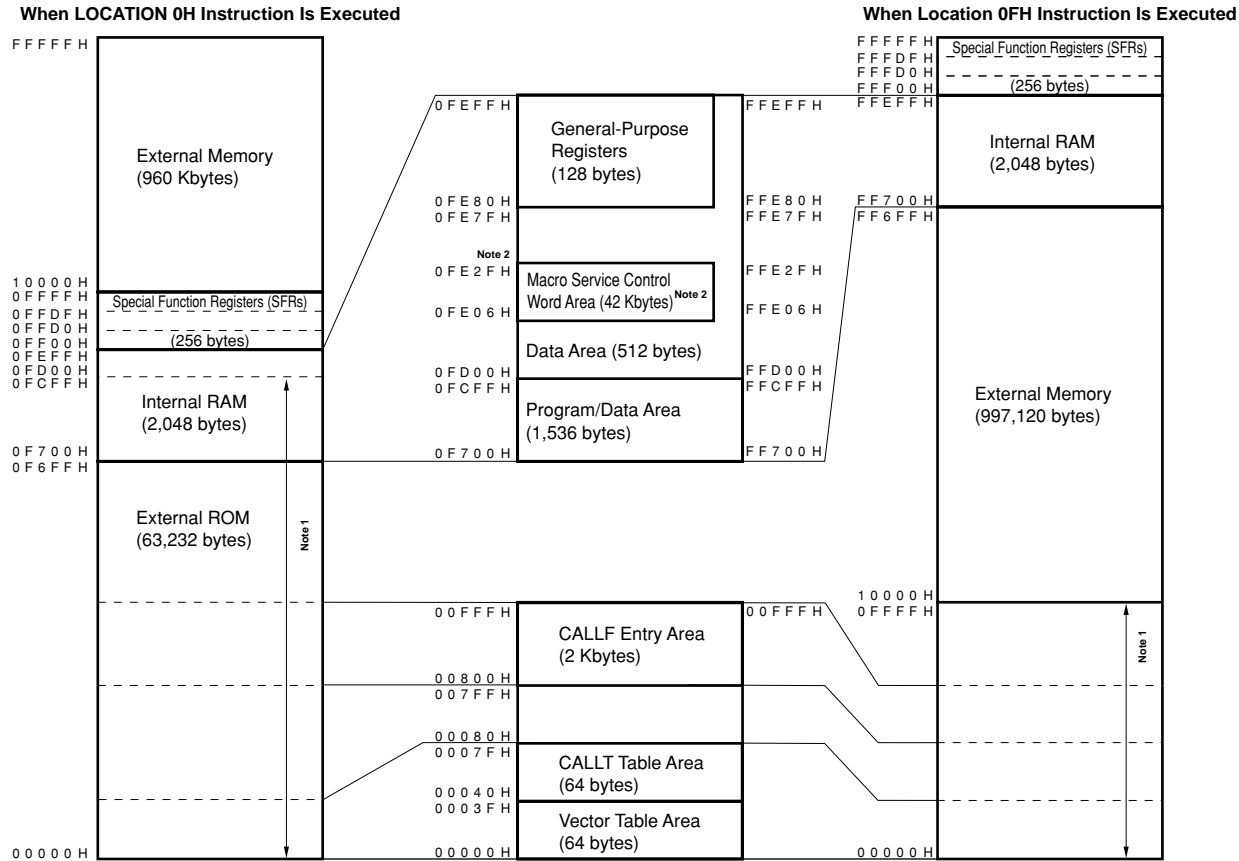 When LOCATION 0H Instruction Is Executed
FFFFFH
External Memory
(960 Kbytes)
10000H
0FFFFH
Special Function Registers (SFRs)
0FFDFH
0FFD0H
(256 bytes)
0FF00H
0FEFFH
0FD00H
0FCFFH
Internal RAM
(2,048 bytes)
0F700H
0F6FFH
External ROM
(63,232 bytes)
Note 1
00000H
0FEFFH
General-Purpose
Registers
(128 bytes)
FFEFFH
0FE80H
FFE80H
0FE7FH
FFE7FH
Note 2
0FE2FH
FFE2FH
Macro Service Control
Word Area (42 Kbytes) Note 2
0FE06H
FFE06H
Data Area (512 bytes)
0FD00H
FFD00H
0FCFFH
FFCFFH
Program/Data Area
(1,536 bytes)
0F700H
FF700H
00FFFH
00FFFH
CALLF Entry Area
(2 Kbytes)
00800H
007FFH
00080H
0007FH
CALLT Table Area
(64 bytes)
00040H
0003FH
Vector Table Area
(64 bytes)
00000H
When Location 0FH Instruction Is Executed
FFFFFH
Special Function Registers (SFRs)
FFFDFH
FFFD0H
(256 bytes)
FFF00H
FFEFFH
Internal RAM
(2,048 bytes)
FF700H
FF6FFH
External Memory
(997,120 bytes)
10000H
0FFFFH
Note 1
00000H